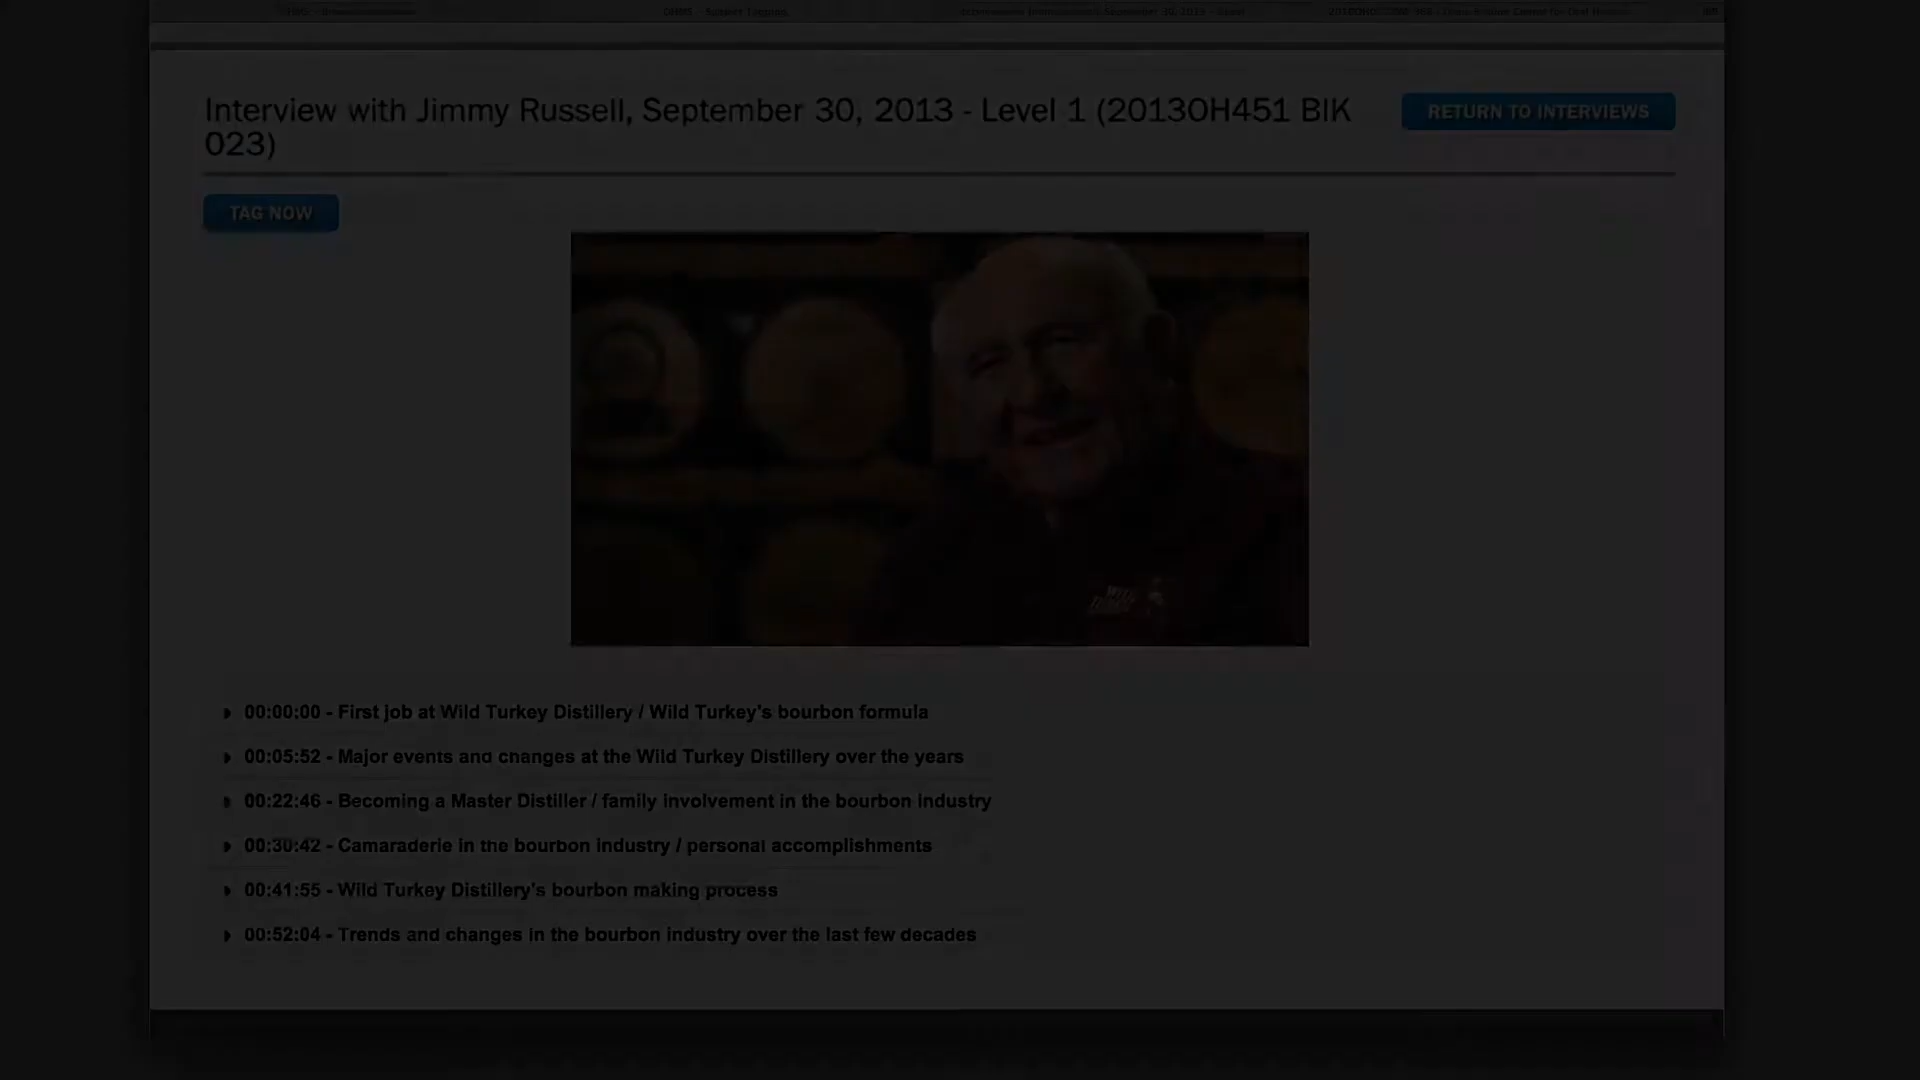 Interview with Jimmy Russell, September 30, 2013 - Level 1 (2013OH451 BIK
023)
RETURN TO INTERVIEWS
TAG NOW
00:00:00 - First job at Wild Turkey Distillery / Wild Turkey's bourbon formula
00:05:52 - Major events and changes at the Wild Turkey Distillery over the years
00:22:46 - Becoming a Master Distiller / family involvement in the bourbon industry
00:30:42 - Camaraderie in the bourbon industry / personal accomplishments
00:41:55 - Wild Turkey Distillery's bourbon making process
00:52:04 - Trends and changes in the bourbon industry over the last few decades